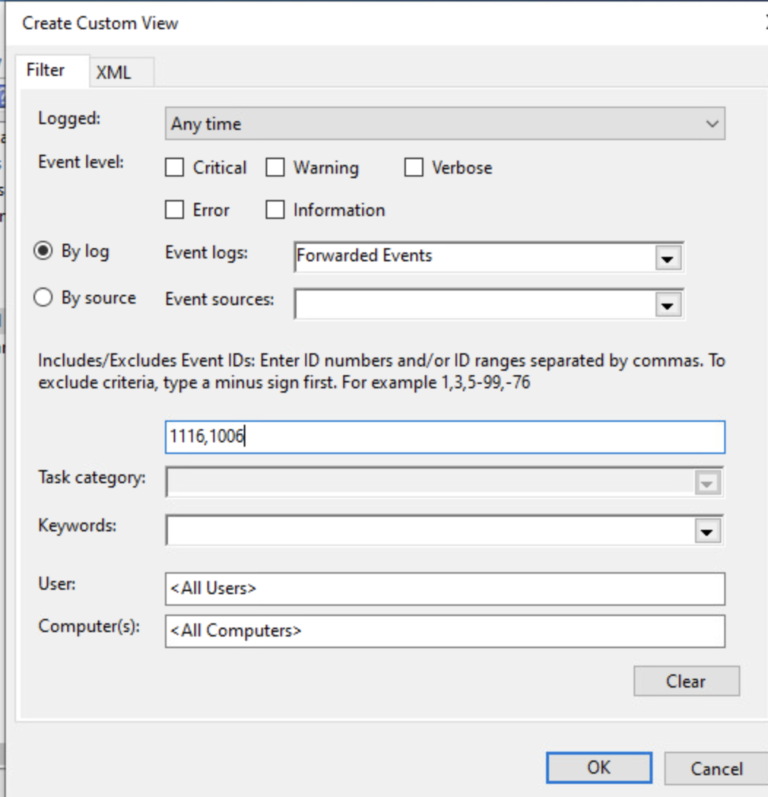 Create Custom View
Filter
XML
Logged:
Any time
Event level:
Critical
Warning
Verbose
Error
Information
By log
Event logs:
Forwarded Events
By source
Event sources:
Includes/Excludes Event IDs: Enter ID numbers and/or ID ranges separated by commas. To
exclude criteria, type a minus sign first. For example 1,3,5-99,-76
1116,1006
Task category:
Keywords:
User:
<All Users>
Computer(s):
<All Computers>
Clear
OK
Cancel